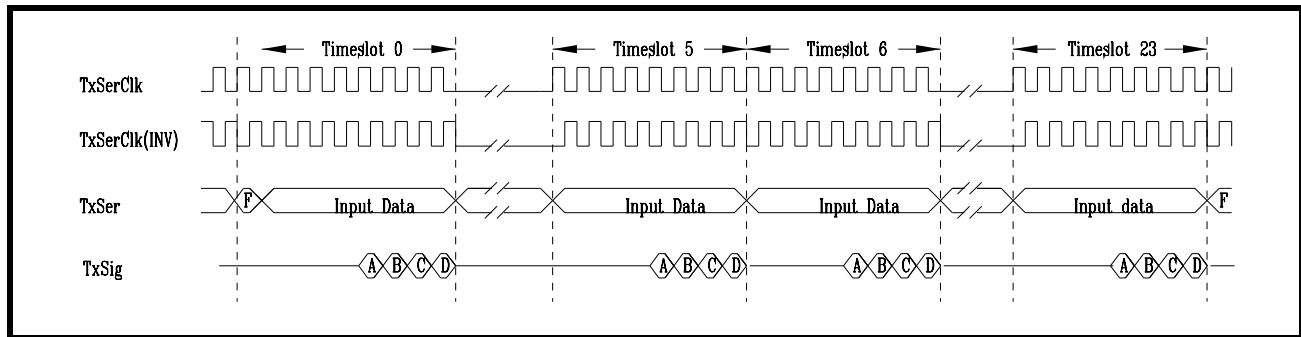 Timeslot 0 Timeslot 5 Timeslot 6 Timeslot 23
TxSerClk
TxSerClk(INV)
TxSer F Input Data Input Data Input Data Input data F
TxSig A B C D A B C D A B C D A B C D